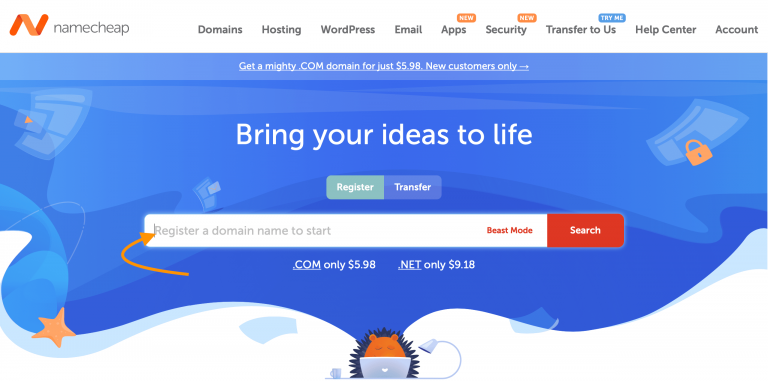 namecheap
NEW NEW TRY ME
Domains Hosting WordPress Email Apps Security Transfer to Us Help Center Account
Get a mighty .COM domain for just $5.98. New customers only →
Bring your ideas to life
Register Transfer
Register a domain name to start Beast Mode Search
.COM only $5.98 .NET only $9.18